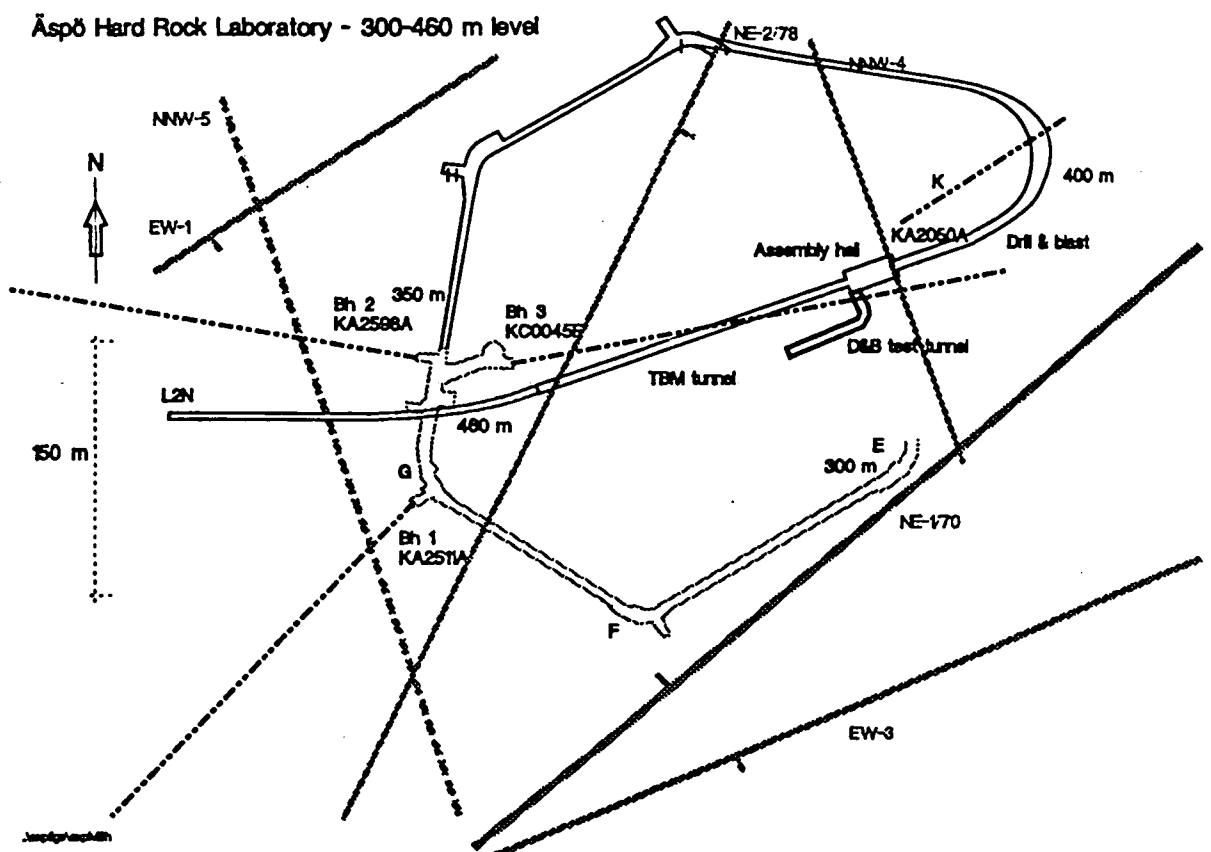 Äspö Hard Rock Laboratory - 300-460 m level
NE-2/78
NNW-4
NNW-5
N
K
400 m
EW-1
KA2050A
Assembly hall
Drill & blast
350 m
Bh 2
KA2598A
Bh 3
D&B test tunnel
TBM tunnel
L2N
460 m
150 m
E
300 m
G
NE-1/70
Bh 1
KA2511A
F
EW-3